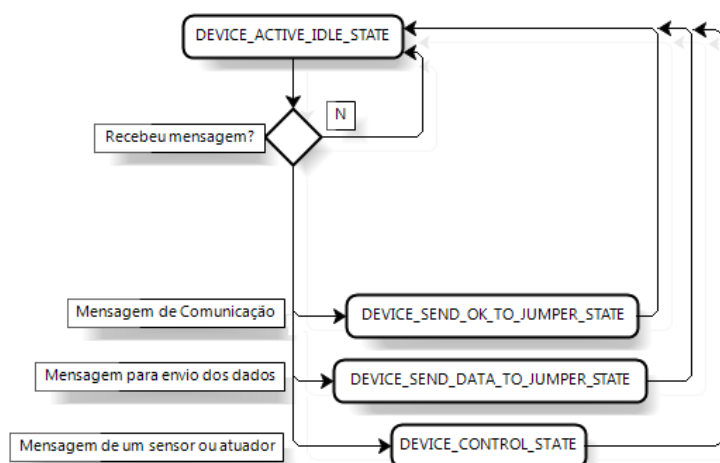 DEVICE_ACTIVE_IDLE_STATE
N
Recebeu mensagem?
Mensagem de Comunicação
DEVICE_SEND_OK_TO_JUMPER_STATE
Mensagem para envio dos dados
DEVICE_SEND_DATA_TO_JUMPER_STATE
Mensagem de um sensor ou atuador
DEVICE_CONTROL_STATE